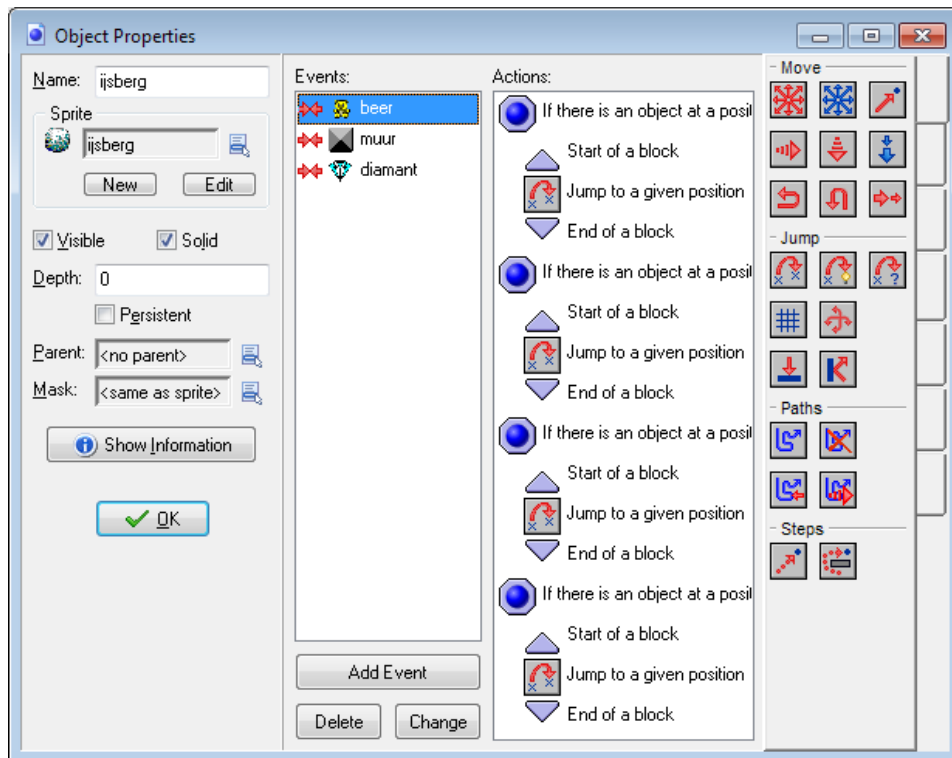 Object Properties
Name: ijsberg
Sprite
ijsberg
New Edit
Visible Solid
Depth: 0
Persistent
Parent: <no parent>
Mask: <same as sprite>
Show Information
OK
Events:
beer
muur
diamant
Add Event
Delete Change
Actions:
If there is an object at a posit
Start of a block
Jump to a given position
End of a block
If there is an object at a posit
Start of a block
Jump to a given position
End of a block
If there is an object at a posit
Start of a block
Jump to a given position
End of a block
If there is an object at a posit
Start of a block
Jump to a given position
End of a block
Move
Jump
Paths
Steps